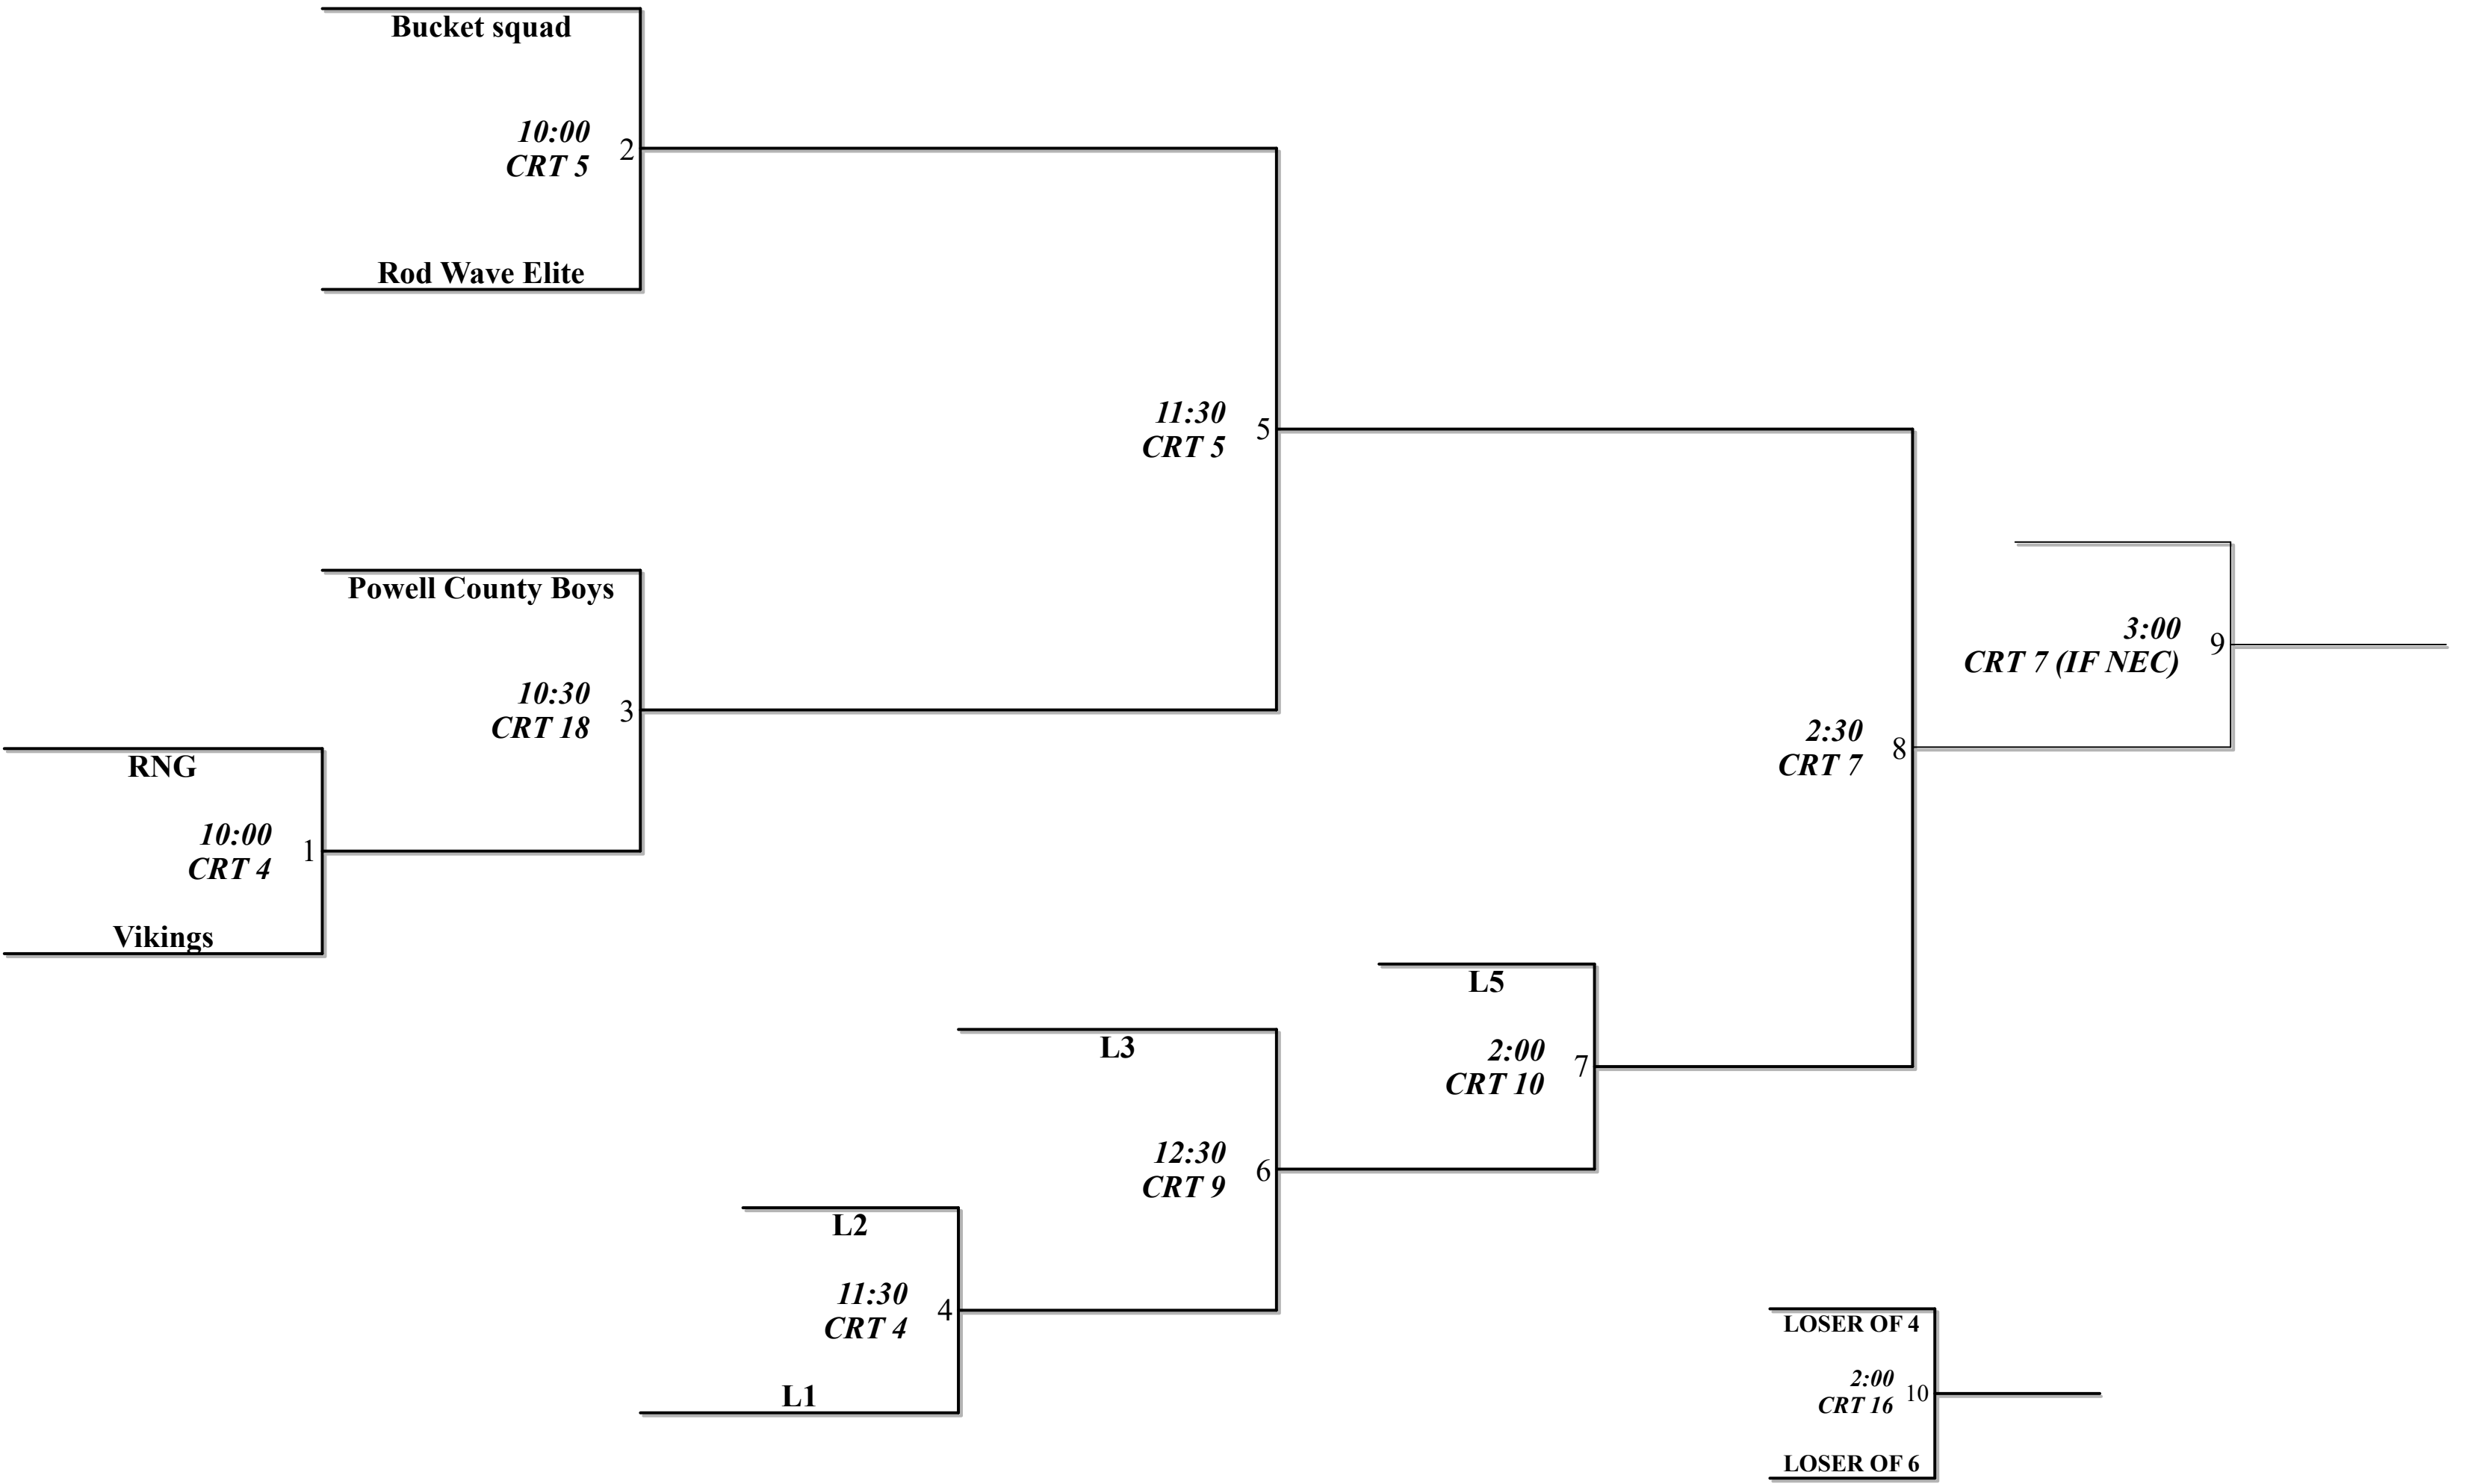 Bucket squad
10:00
CRT 5
2
Rod Wave Elite
11:30
CRT 5
5
Powell County Boys
10:30
CRT 18
3
RNG
10:00
CRT 4
1
Vikings
3:00
CRT 7 (IF NEC)
9
2:30
CRT 7
8
L5
2:00
CRT 10
7
L3
12:30
CRT 9
6
L2
11:30
CRT 4
4
L1
LOSER OF 4
2:00
CRT 16
10
LOSER OF 6